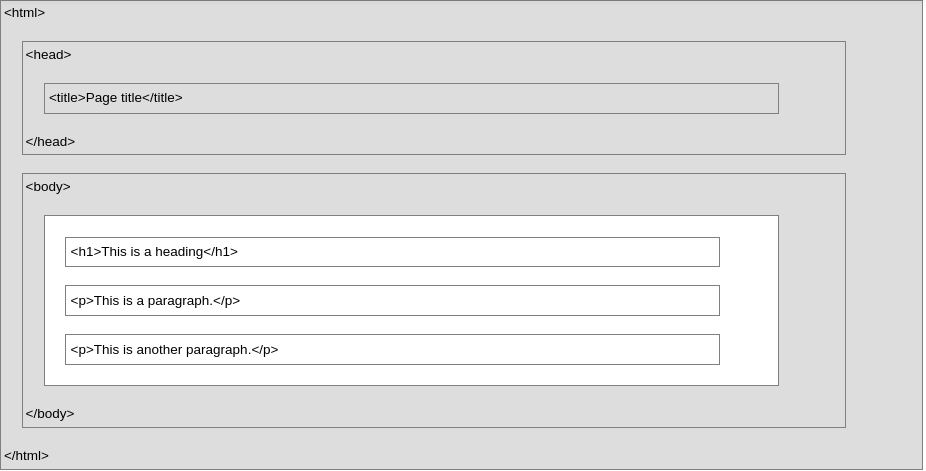 <html>
<head>
<title>Page title</title>
</head>
<body>
<h1>This is a heading</h1>
<p>This is a paragraph.</p>
<p>This is another paragraph.</p>
</body>
</html>